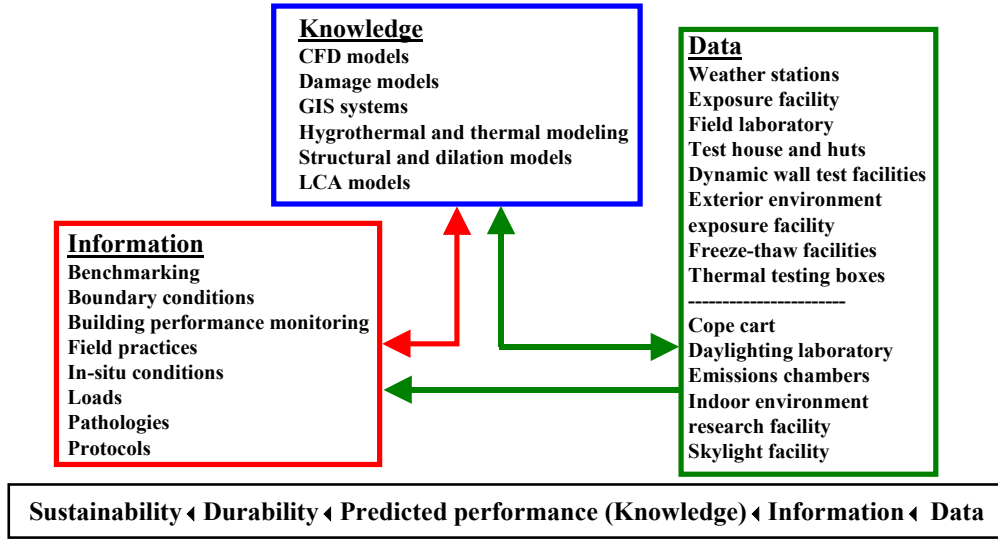 Knowledge
CFD models
Damage models
GIS systems
Hygrothermal and thermal modeling
Structural and dilation models
LCA models
Information
Benchmarking
Boundary conditions
Building performance monitoring
Field practices
In-situ conditions
Loads
Pathologies
Protocols
Data
Weather stations
Exposure facility
Field laboratory
Test house and huts
Dynamic wall test facilities
Exterior environment
exposure facility
Freeze-thaw facilities
Thermal testing boxes
-----------------------
Cope cart
Daylighting laboratory
Emissions chambers
Indoor environment
research facility
Skylight facility
Sustainability ◂ Durability ◂ Predicted performance (Knowledge) ◂ Information ◂ Data